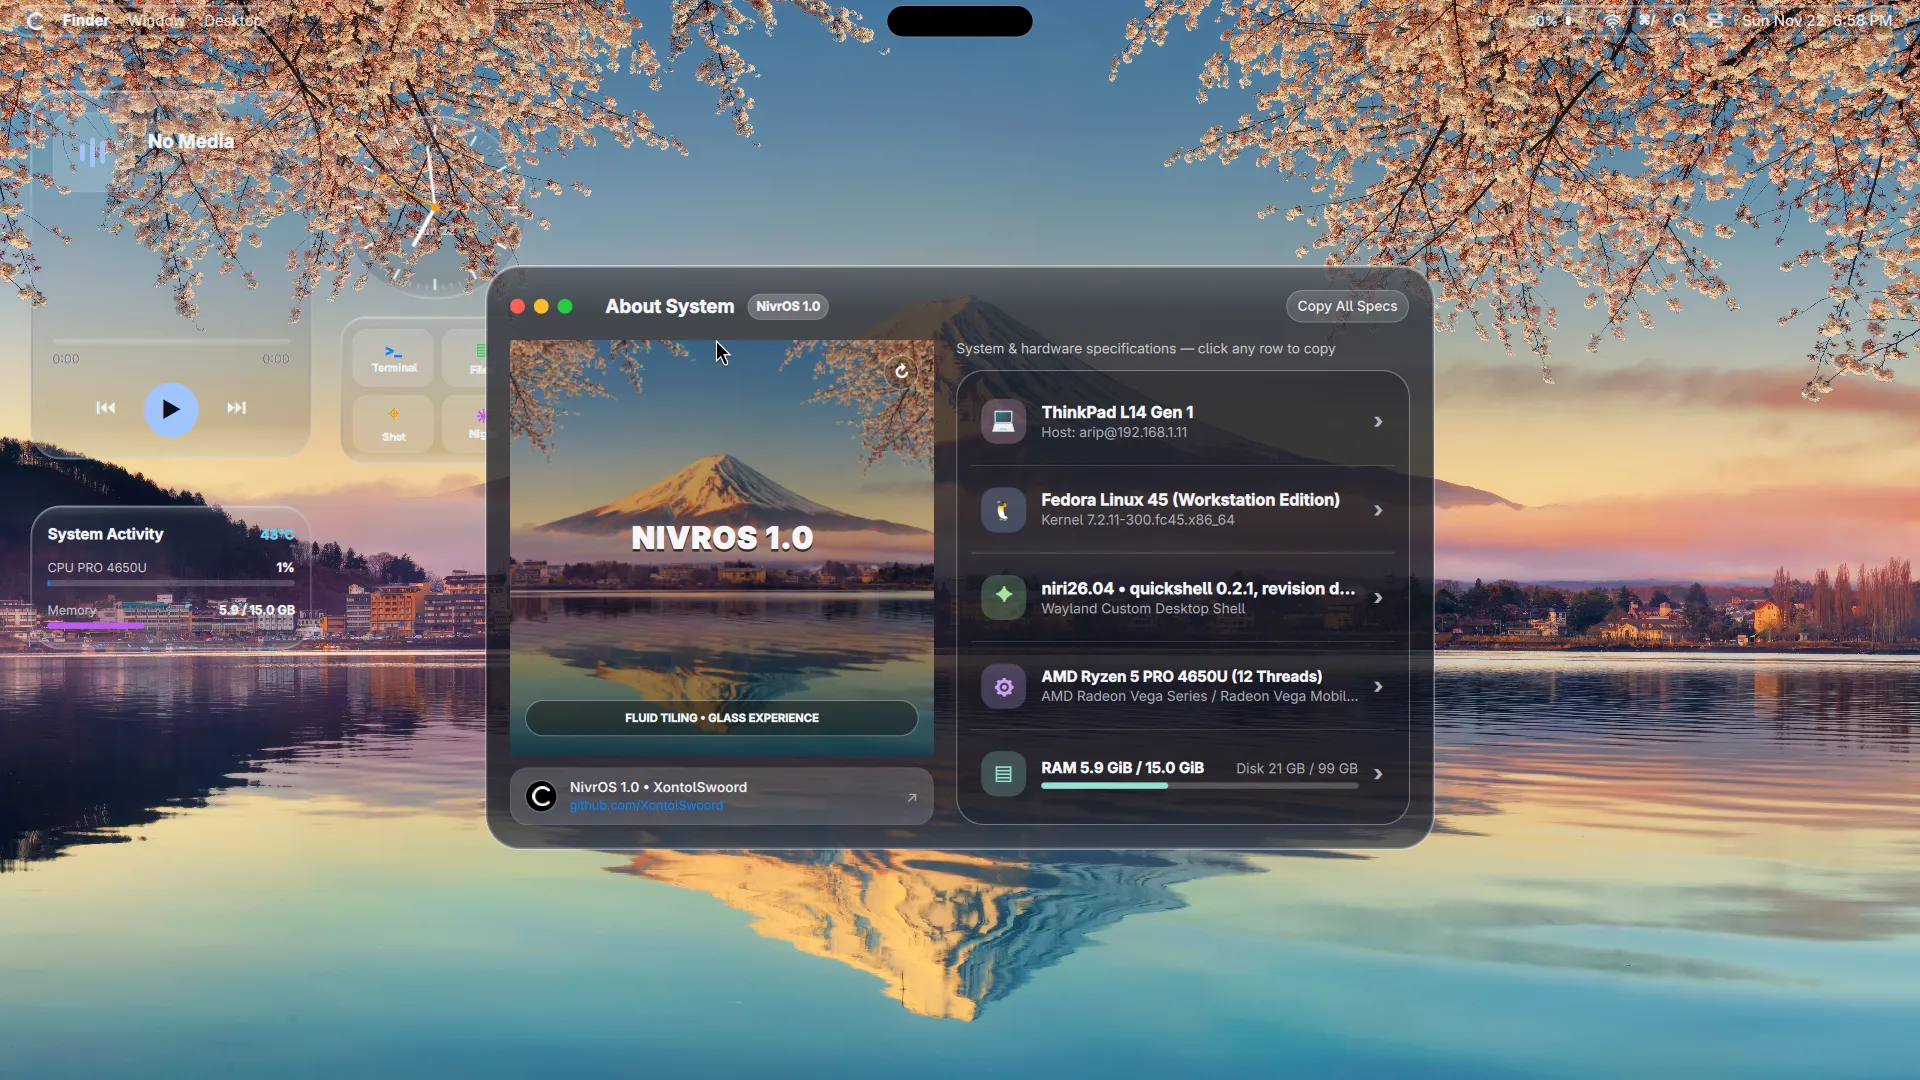 Finder Window Desktop
30% Sun Nov 22 6:58 PM
No Media
0:00 0:00
Terminal
Shot
System Activity 43°C
CPU PRO 4650U 1%
Memory 5.9 / 15.0 GB
About System NivrOS 1.0 Copy All Specs
NIVROS 1.0
FLUID TILING • GLASS EXPERIENCE
NivrOS 1.0 • XontolSwoord
github.com/XontolSwoord
System & hardware specifications — click any row to copy
ThinkPad L14 Gen 1
Host: arip@192.168.1.11
Fedora Linux 45 (Workstation Edition)
Kernel 7.2.11-300.fc45.x86_64
niri26.04 • quickshell 0.2.1, revision d...
Wayland Custom Desktop Shell
AMD Ryzen 5 PRO 4650U (12 Threads)
AMD Radeon Vega Series / Radeon Vega Mobil...
RAM 5.9 GiB / 15.0 GiB Disk 21 GB / 99 GB